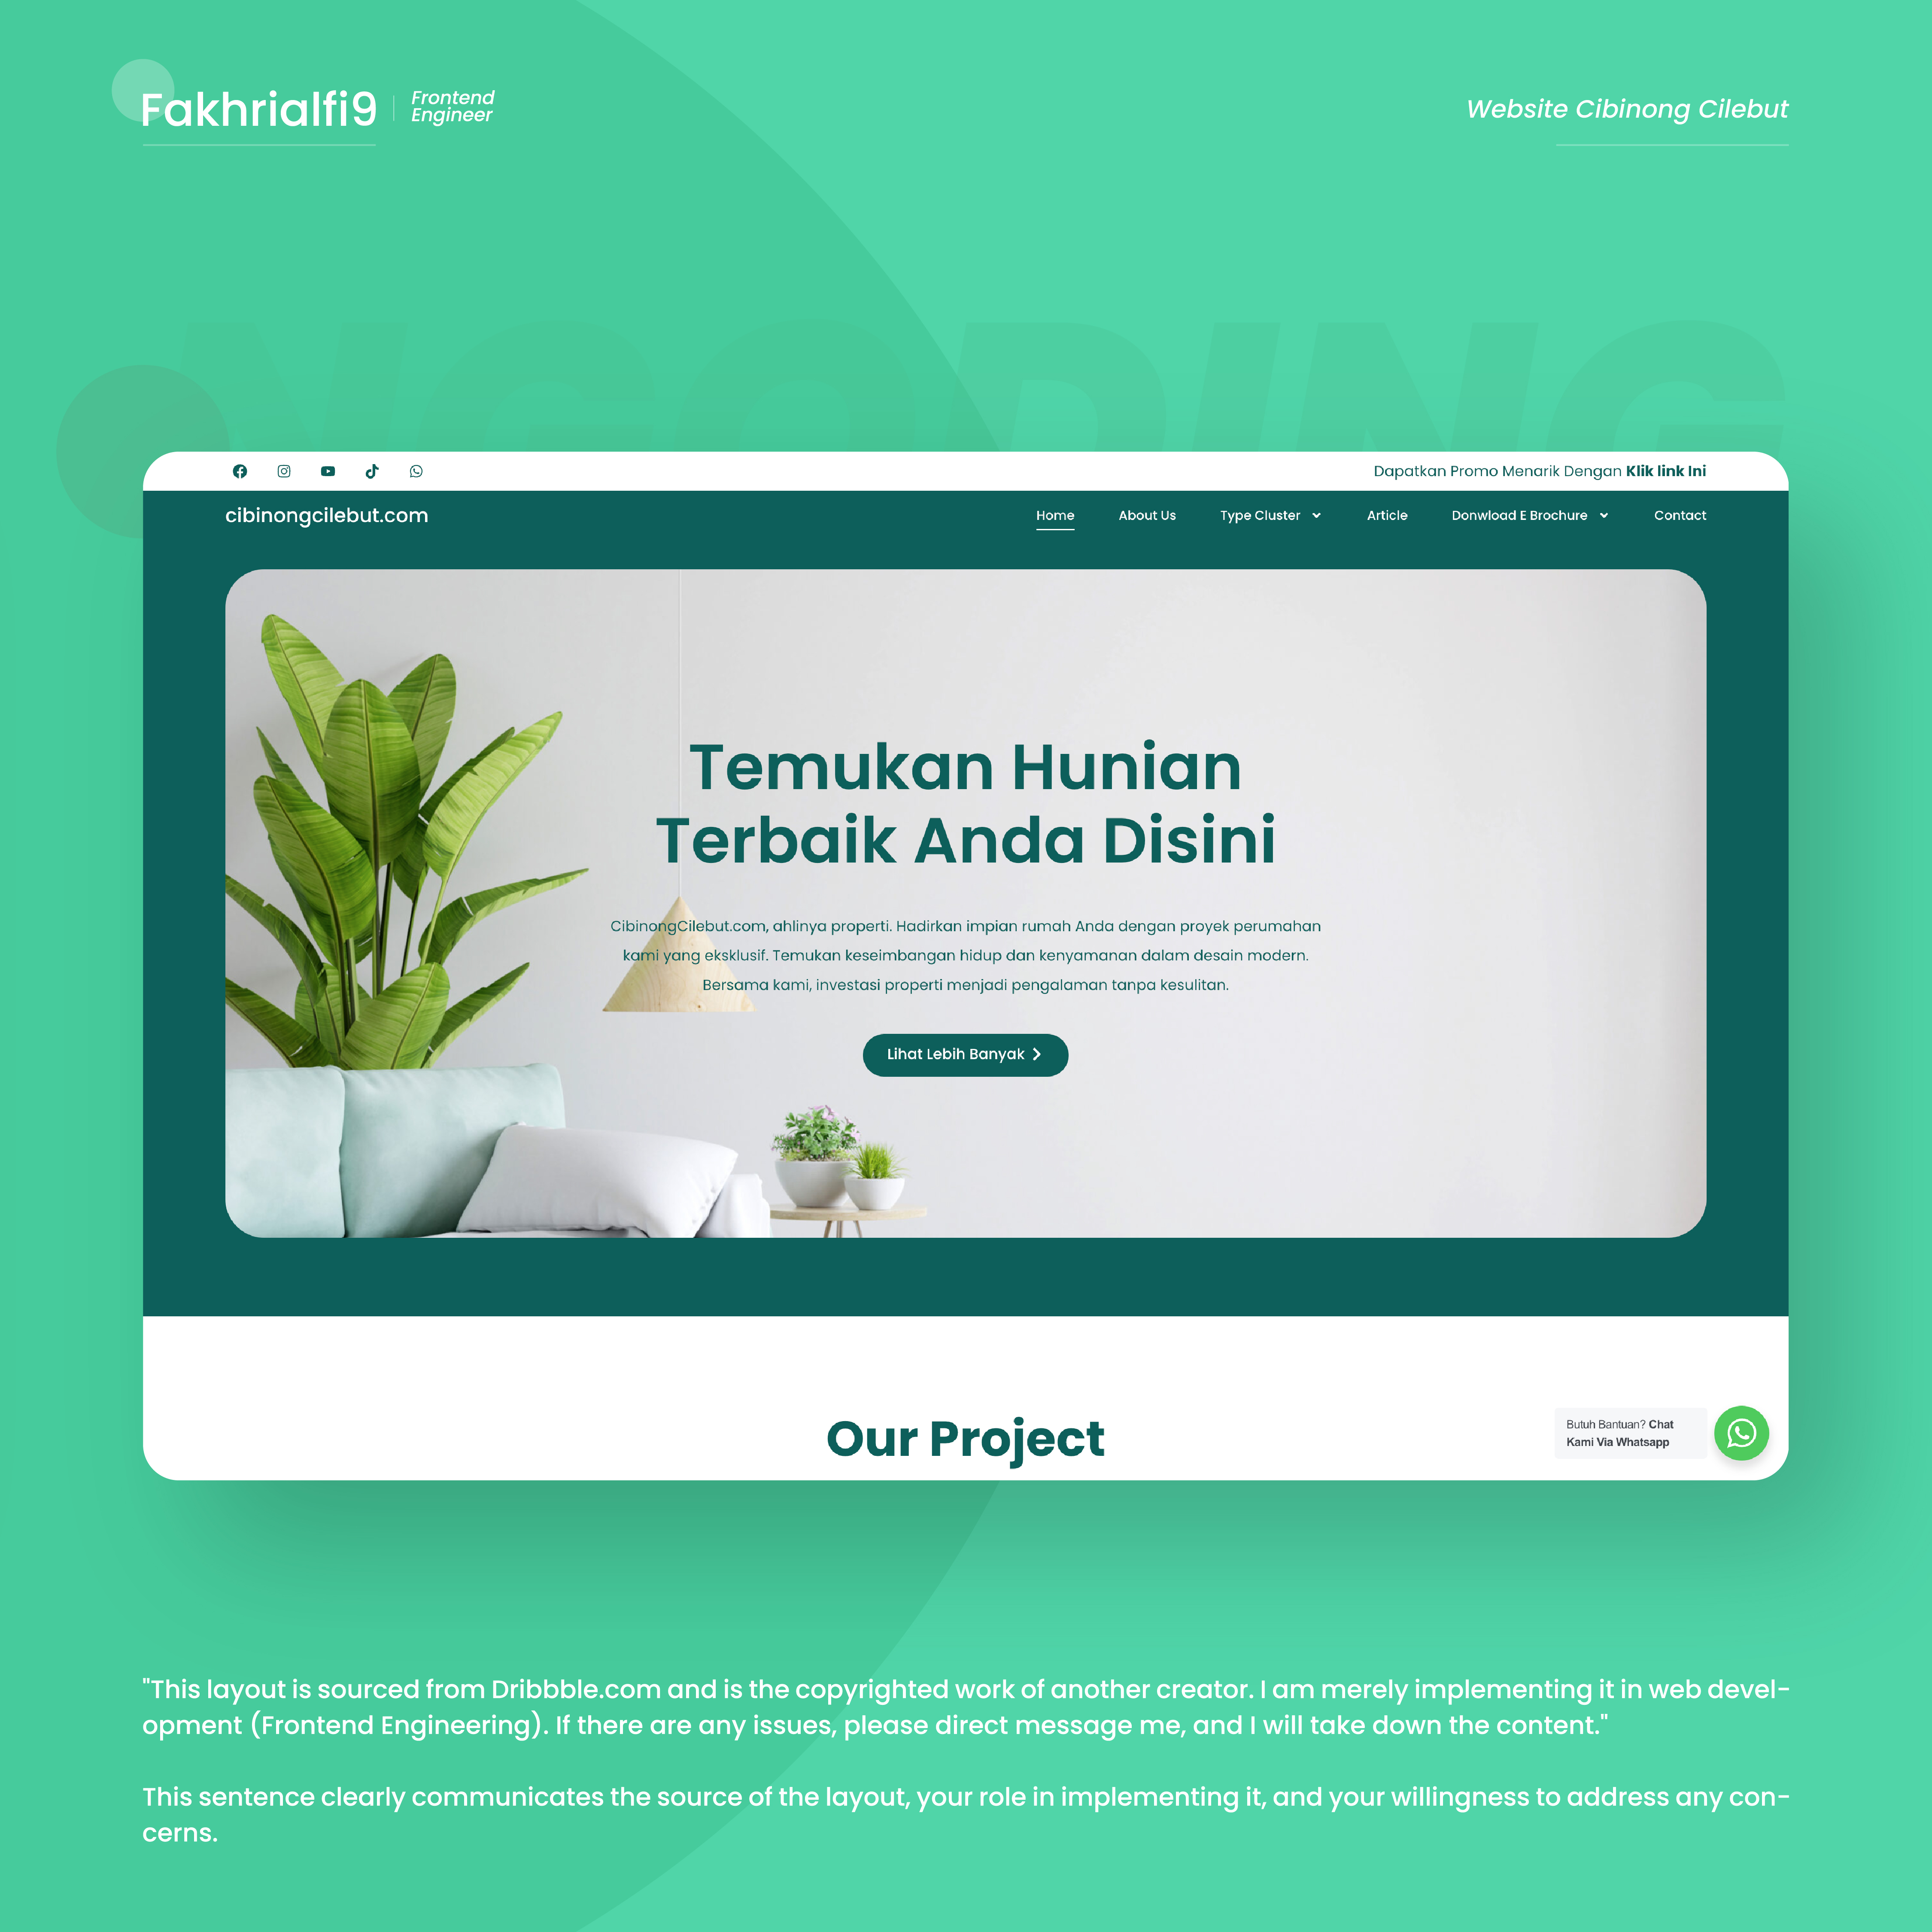 Fakhrialfi9
Frontend
Engineer
Website Cibinong Cilebut
NGODING
Dapatkan Promo Menarik Dengan Klik link Ini
cibinongcilebut.com
Home About Us Type Cluster Article Donwload E Brochure Contact
Temukan Hunian
Terbaik Anda Disini
CibinongCilebut.com, ahlinya properti. Hadirkan impian rumah Anda dengan proyek perumahan
kami yang eksklusif. Temukan keseimbangan hidup dan kenyamanan dalam desain modern.
Bersama kami, investasi properti menjadi pengalaman tanpa kesulitan.
Lihat Lebih Banyak
Our Project
Butuh Bantuan? Chat
Kami Via Whatsapp
"This layout is sourced from Dribbble.com and is the copyrighted work of another creator. I am merely implementing it in web devel-
opment (Frontend Engineering). If there are any issues, please direct message me, and I will take down the content."
This sentence clearly communicates the source of the layout, your role in implementing it, and your willingness to address any con-
cerns.